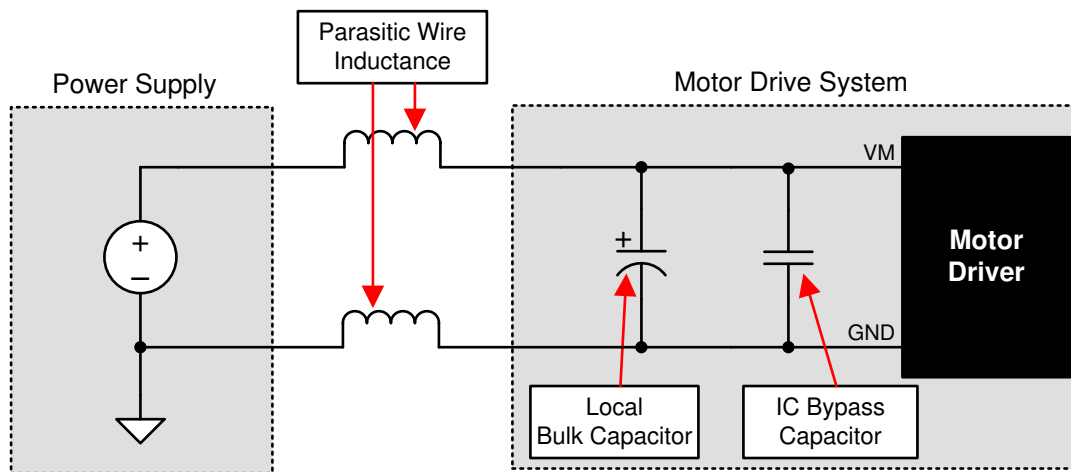 Parasitic Wire
Inductance
Power Supply
Motor Drive System
VM
+
−
+
Motor
Driver
GND
Local
Bulk Capacitor
IC Bypass
Capacitor